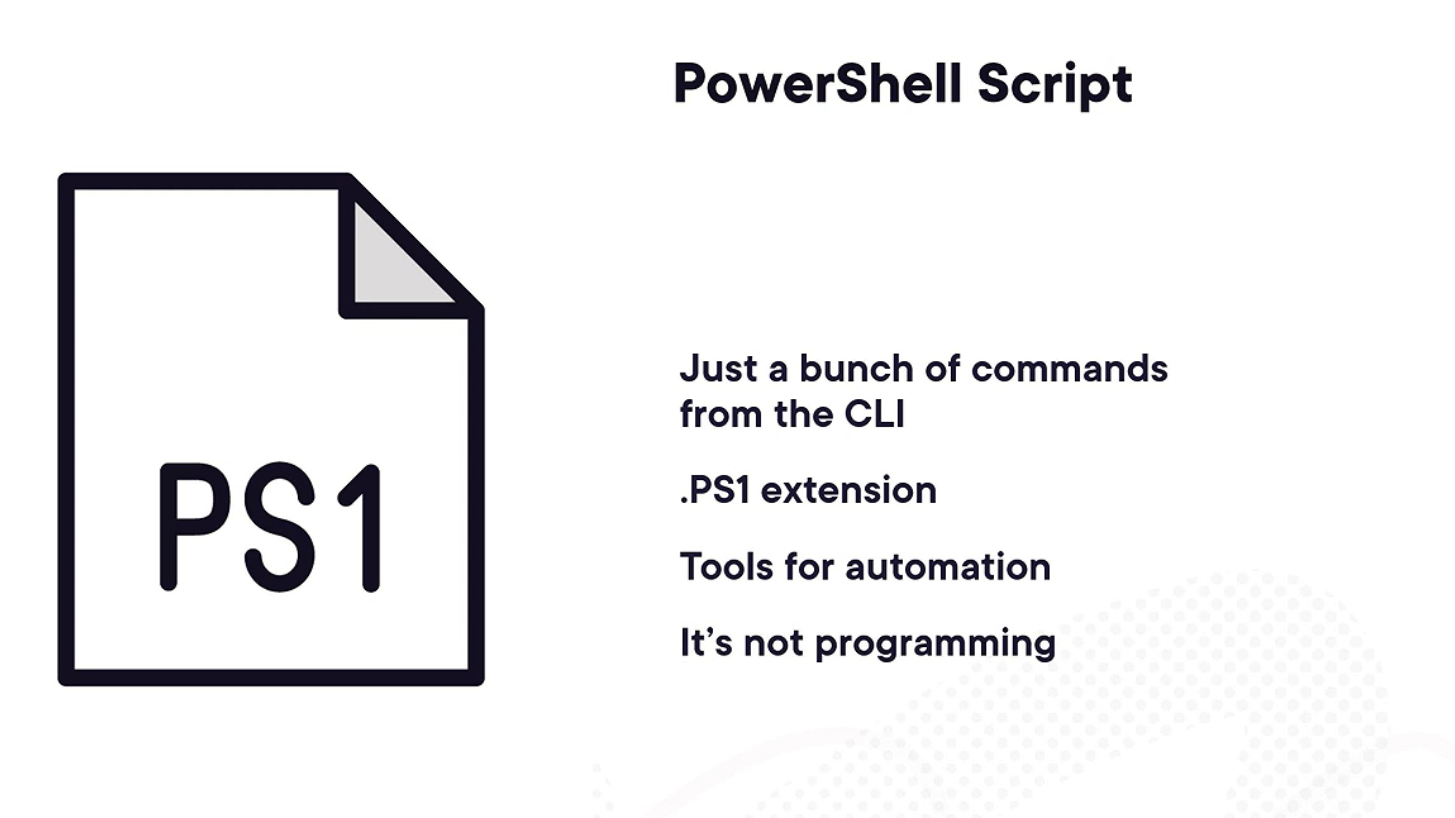 PowerShell Script
PS1
Just a bunch of commands
from the CLI
.PS1 extension
Tools for automation
It’s not programming